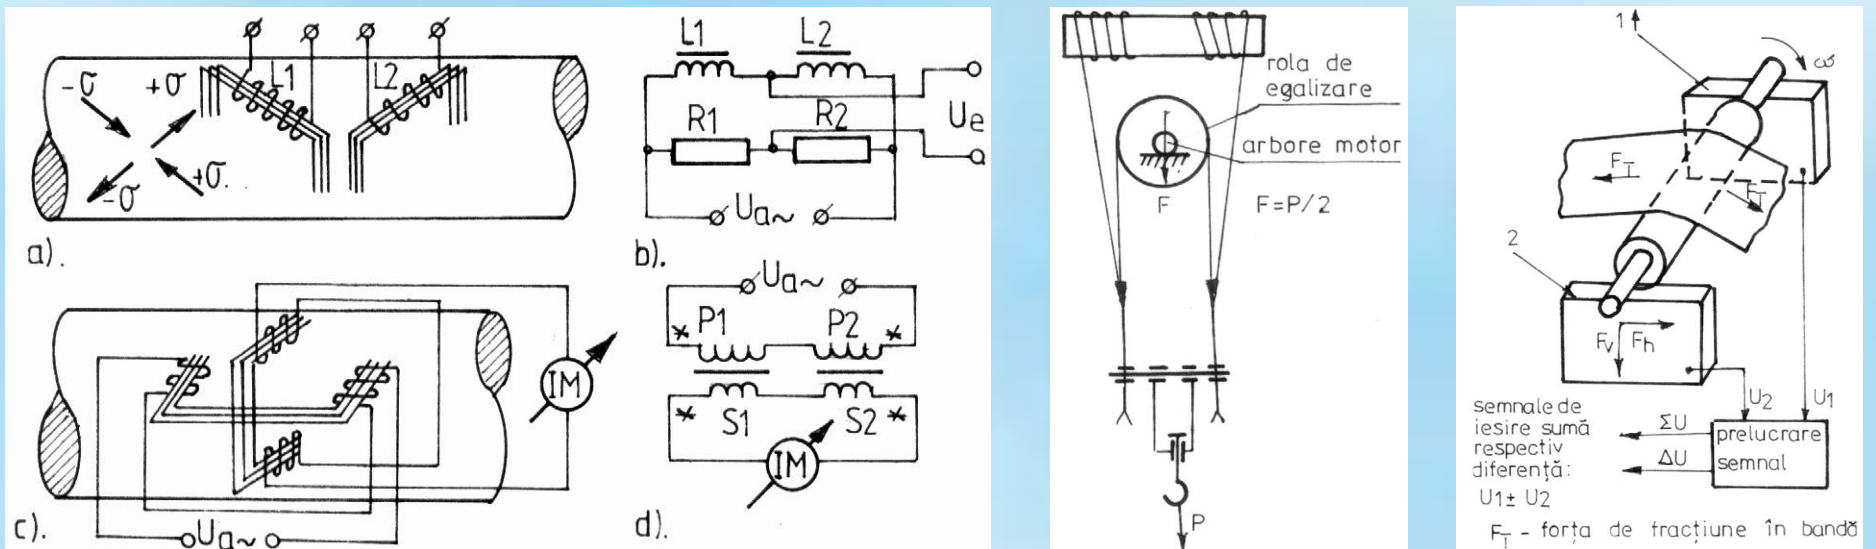 L1
L2
-σ
+σ
-σ
+σ.
a).
L1
L2
R1
R2
Ue
Ua~
b).
IM
Ua~
c).
Ua~
P1
P2
*
*
S1
S2
*
*
IM
d).
rola de
egalizare
arbore motor
F
F=P/2
P
1
ω
F_T
F_T
2
Fv
Fh
U2
U1
semnale de
iesire sumă
respectiv
diferență:
U1± U2
ΣU
ΔU
prelucrare
semnal
F_T - forța de tracțiune în bandă